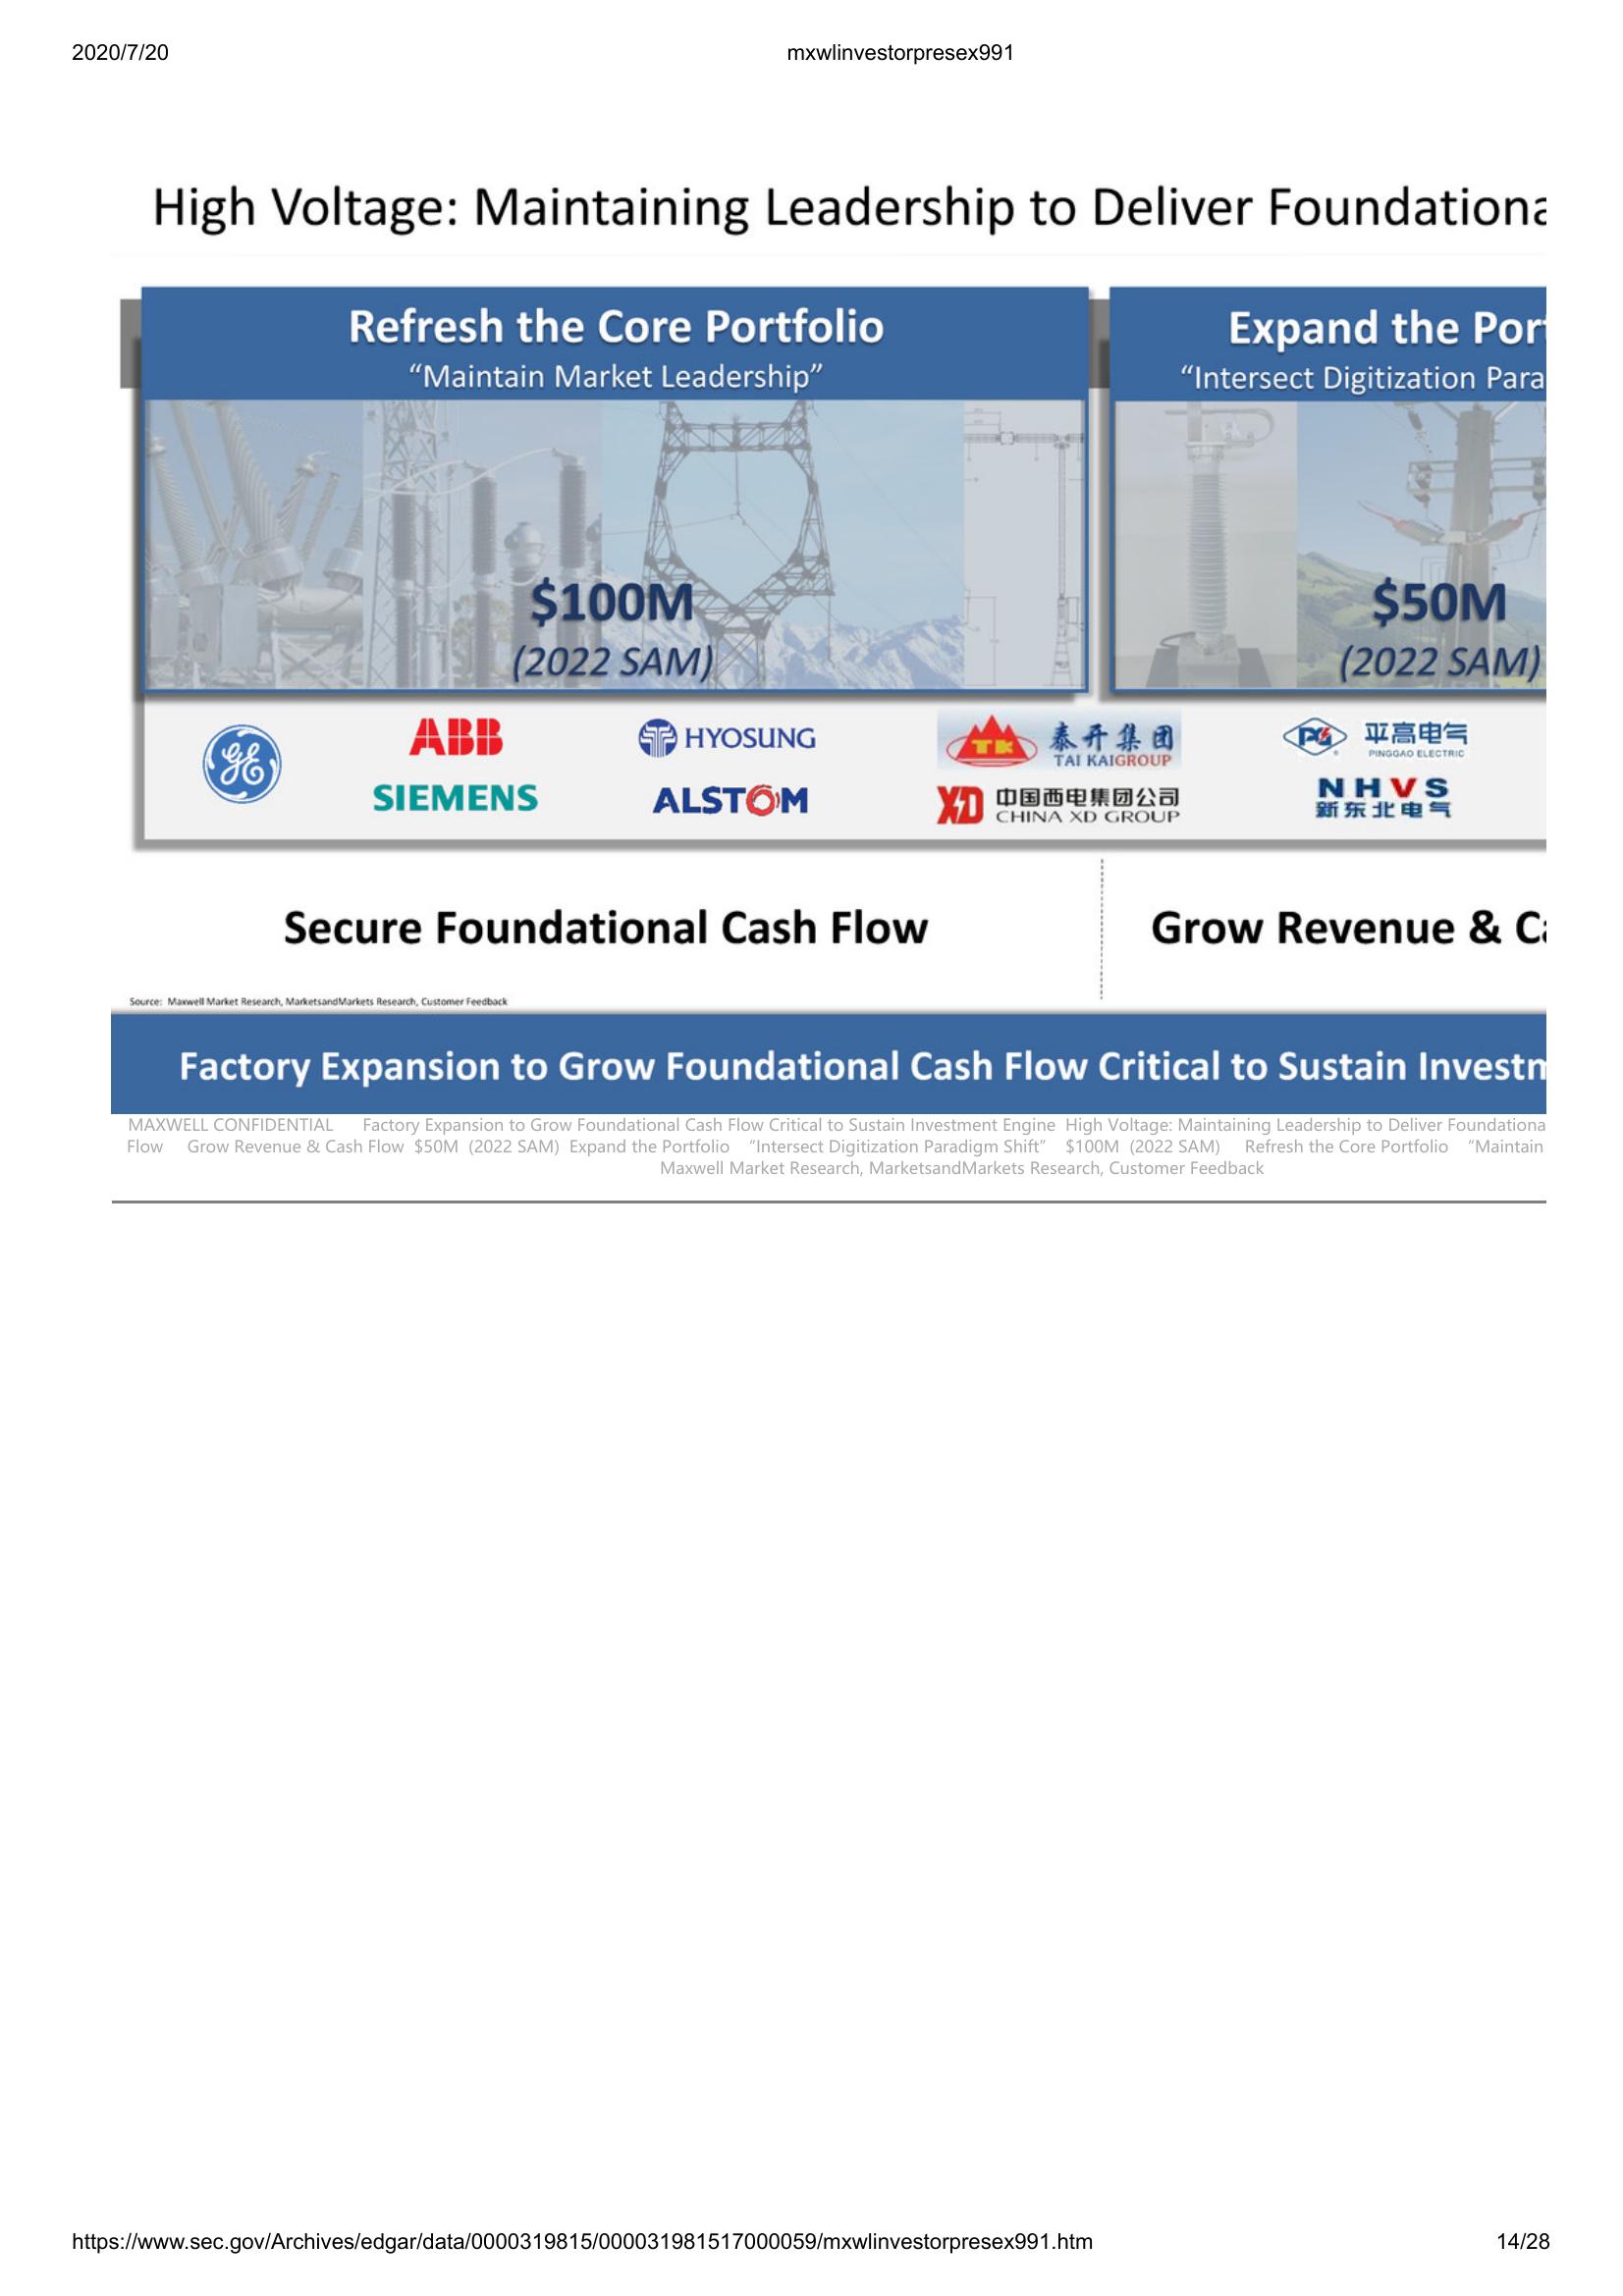 2020/7/20 mxwlinvestorpresex991
High Voltage: Maintaining Leadership to Deliver Foundationa
Refresh the Core Portfolio
“Maintain Market Leadership”
$100M
(2022 SAM)
Expand the Por
“Intersect Digitization Para
$50M
(2022 SAM)
GE ABB HYOSUNG TK 泰开集团 TAI KAIGROUP PG 平高电气 PINGGAO ELECTRIC
SIEMENS ALSTOM XD 中国西电集团公司 CHINA XD GROUP NHVS 新东北电气
Secure Foundational Cash Flow
Grow Revenue & Ca
Source: Maxwell Market Research, MarketsandMarkets Research, Customer Feedback
Factory Expansion to Grow Foundational Cash Flow Critical to Sustain Investm
MAXWELL CONFIDENTIAL Factory Expansion to Grow Foundational Cash Flow Critical to Sustain Investment Engine High Voltage: Maintaining Leadership to Deliver Foundationa
Flow Grow Revenue & Cash Flow $50M (2022 SAM) Expand the Portfolio “Intersect Digitization Paradigm Shift” $100M (2022 SAM) Refresh the Core Portfolio “Maintain
Maxwell Market Research, MarketsandMarkets Research, Customer Feedback
https://www.sec.gov/Archives/edgar/data/0000319815/000031981517000059/mxwlinvestorpresex991.htm 14/28